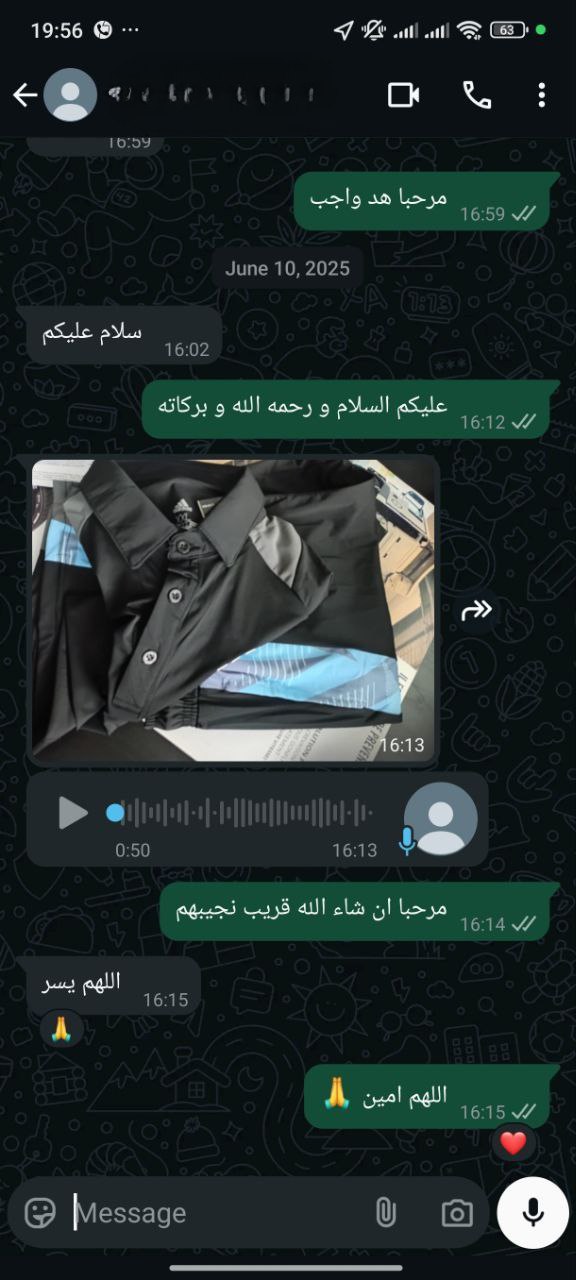 19:56
63
16:59
مرحبا هد واجب
16:59
June 10, 2025
سلام عليكم
16:02
عليكم السلام و رحمه الله و بركاته
16:12
adidas
16:13
0:50
16:13
مرحبا ان شاء الله قريب نجيبهم
16:14
اللهم يسر
16:15
🙏
اللهم امين 🙏
16:15
❤️
Message